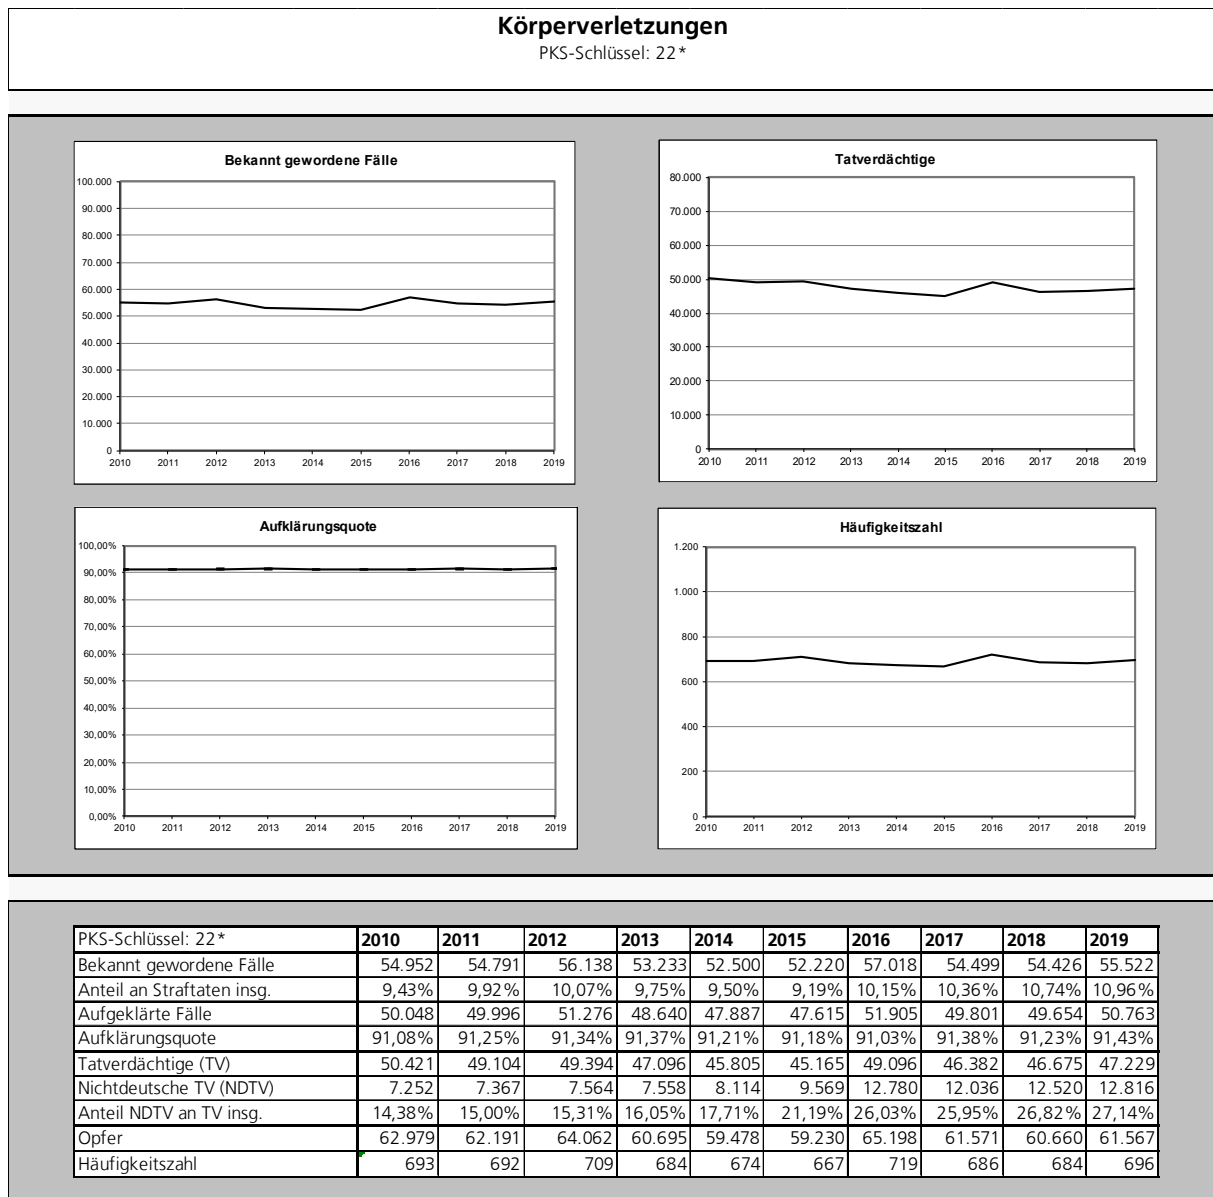 Körperverletzungen
PKS-Schlüssel: 22*
Bekannt gewordene Fälle
100.000
90.000
80.000
70.000
60.000
50.000
40.000
30.000
20.000
10.000
0
2010 2011 2012 2013 2014 2015 2016 2017 2018 2019
Tatverdächtige
80.000
70.000
60.000
50.000
40.000
30.000
20.000
10.000
0
2010 2011 2012 2013 2014 2015 2016 2017 2018 2019
Aufklärungsquote
100,00%
90,00%
80,00%
70,00%
60,00%
50,00%
40,00%
30,00%
20,00%
10,00%
0,00%
2010 2011 2012 2013 2014 2015 2016 2017 2018 2019
Häufigkeitszahl
1.200
1.000
800
600
400
200
0
2010 2011 2012 2013 2014 2015 2016 2017 2018 2019
PKS-Schlüssel: 22* 2010 2011 2012 2013 2014 2015 2016 2017 2018 2019
Bekannt gewordene Fälle 54.952 54.791 56.138 53.233 52.500 52.220 57.018 54.499 54.426 55.522
Anteil an Straftaten insg. 9,43% 9,92% 10,07% 9,75% 9,50% 9,19% 10,15% 10,36% 10,74% 10,96%
Aufgeklärte Fälle 50.048 49.996 51.276 48.640 47.887 47.615 51.905 49.801 49.654 50.763
Aufklärungsquote 91,08% 91,25% 91,34% 91,37% 91,21% 91,18% 91,03% 91,38% 91,23% 91,43%
Tatverdächtige (TV) 50.421 49.104 49.394 47.096 45.805 45.165 49.096 46.382 46.675 47.229
Nichtdeutsche TV (NDTV) 7.252 7.367 7.564 7.558 8.114 9.569 12.780 12.036 12.520 12.816
Anteil NDTV an TV insg. 14,38% 15,00% 15,31% 16,05% 17,71% 21,19% 26,03% 25,95% 26,82% 27,14%
Opfer 62.979 62.191 64.062 60.695 59.478 59.230 65.198 61.571 60.660 61.567
Häufigkeitszahl 693 692 709 684 674 667 719 686 684 696